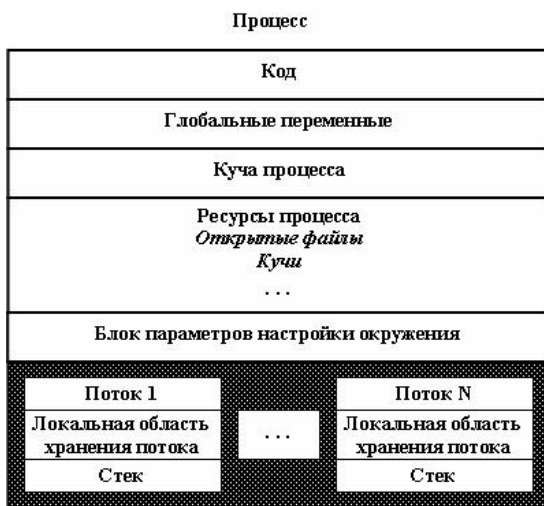 Процесс
Код
Глобальные переменные
Куча процесса
Ресурсы процесса
Открытые файлы
Кучи
. . .
Блок параметров настройки окружения
Поток 1
Локальная область
хранения потока
Стек
. . .
Поток N
Локальная область
хранения потока
Стек